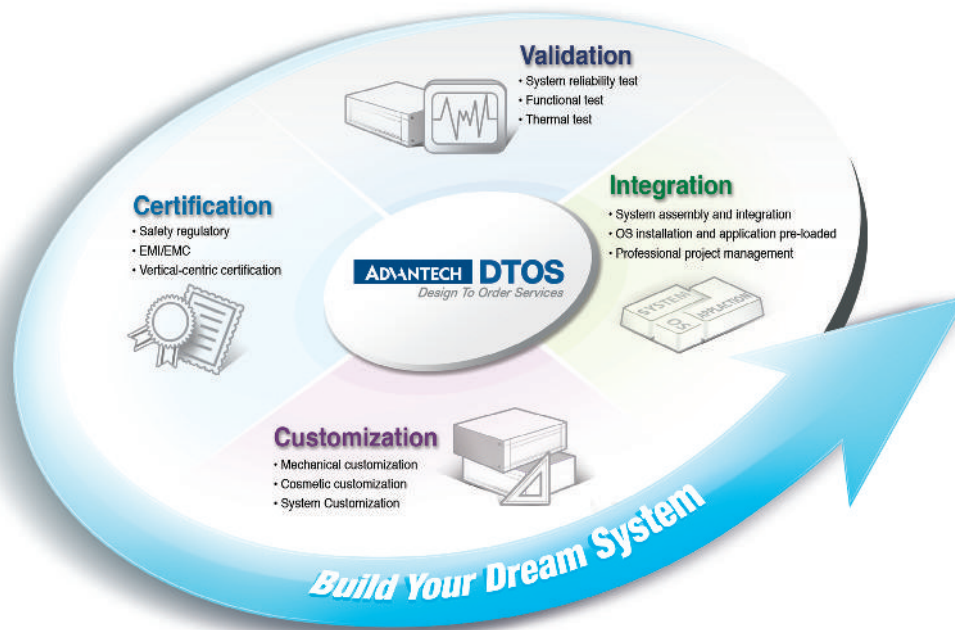 Validation
• System reliability test
• Functional test
• Thermal test
Integration
• System assembly and integration
• OS installation and application pre-loaded
• Professional project management
SYSTEM
OS
APPLACTION
Certification
• Safety regulatory
• EMI/EMC
• Vertical-centric certification
ADVANTECH DTOS
Design To Order Services
Customization
• Mechanical customization
• Cosmetic customization
• System Customization
Build Your Dream System